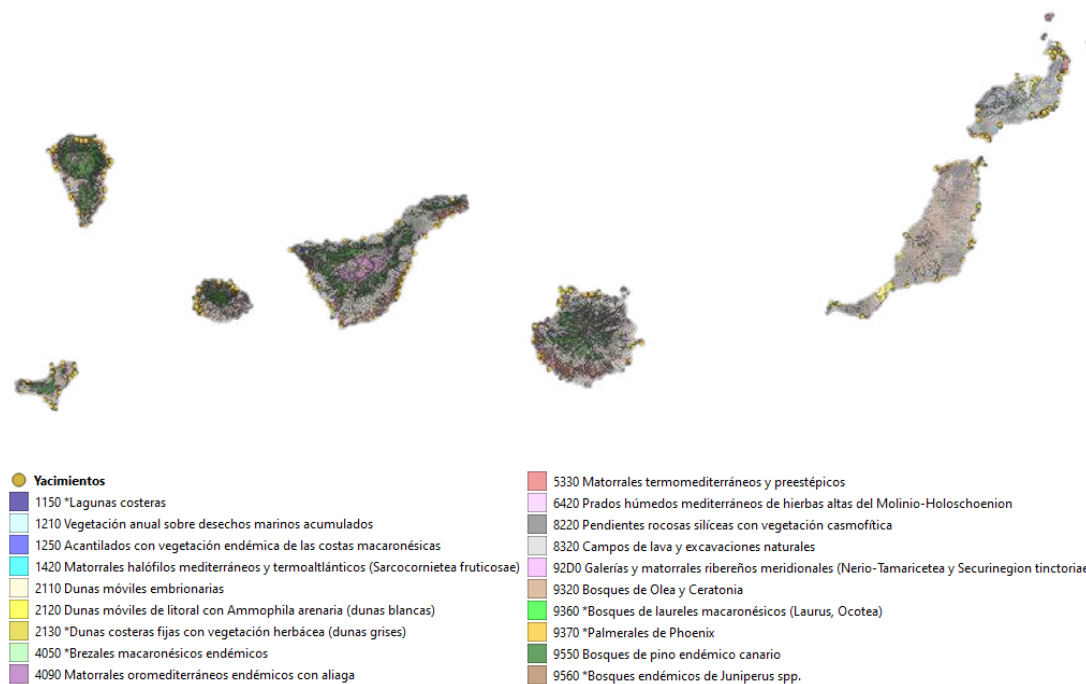 Yacimientos
1150 *Lagunas costeras
1210 Vegetación anual sobre desechos marinos acumulados
1250 Acantilados con vegetación endémica de las costas macaronésicas
1420 Matorrales halófilos mediterráneos y termoaltlánticos (Sarcocornietea fruticosae)
2110 Dunas móviles embrionarias
2120 Dunas móviles de litoral con Ammophila arenaria (dunas blancas)
2130 *Dunas costeras fijas con vegetación herbácea (dunas grises)
4050 *Brezales macaronésicos endémicos
4090 Matorrales oromediterráneos endémicos con aliaga
5330 Matorrales termomediterráneos y preestépicos
6420 Prados húmedos mediterráneos de hierbas altas del Molinio-Holoschoenion
8220 Pendientes rocosas silíceas con vegetación casmofítica
8320 Campos de lava y excavaciones naturales
92D0 Galerías y matorrales ribereños meridionales (Nerio-Tamaricetea y Securinegion tinctoriae
9320 Bosques de Olea y Ceratonia
9360 *Bosques de laureles macaronésicos (Laurus, Ocotea)
9370 *Palmerales de Phoenix
9550 Bosques de pino endémico canario
9560 *Bosques endémicos de Juniperus spp.